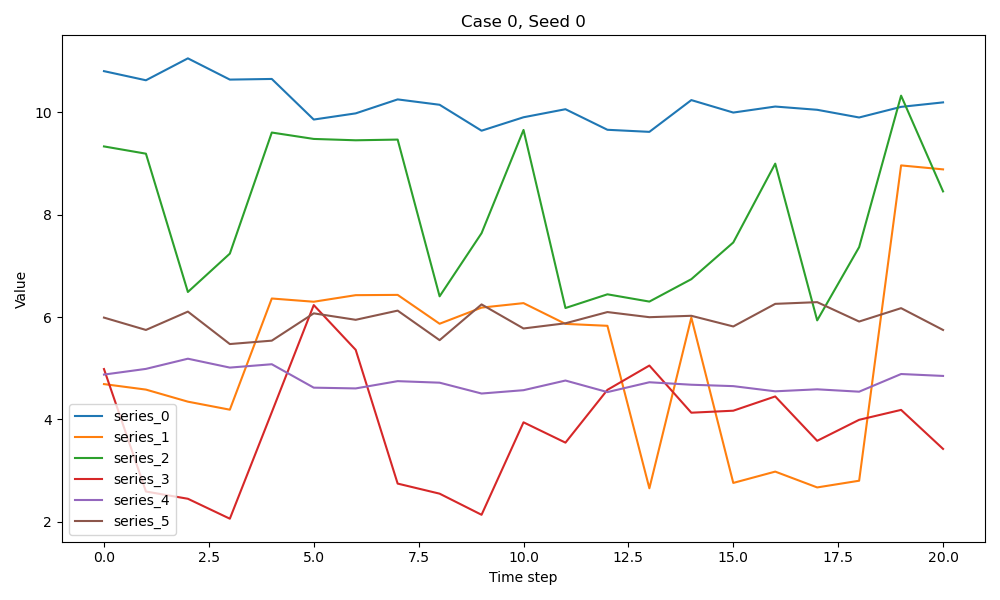 Case 0, Seed 0
Value
10
8
6
4
2
series_0
series_1
series_2
series_3
series_4
series_5
0.0 2.5 5.0 7.5 10.0 12.5 15.0 17.5 20.0
Time step